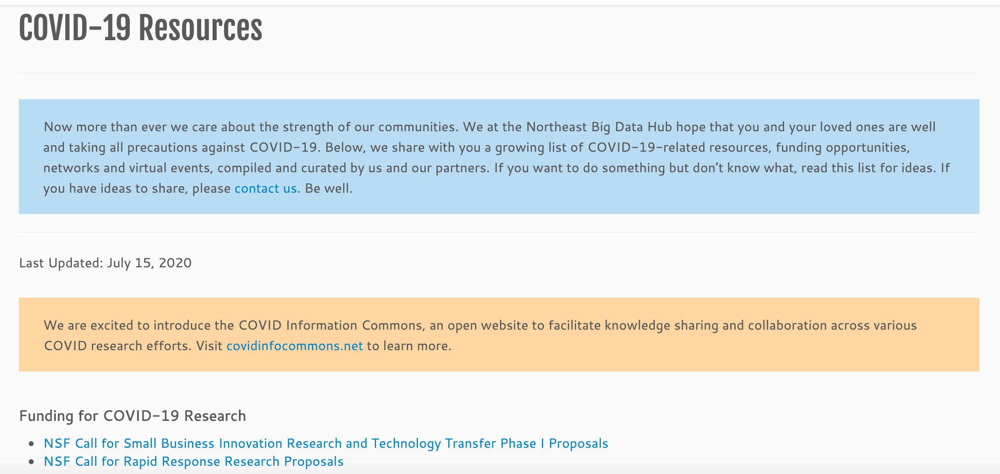 COVID-19 Resources
Now more than ever we care about the strength of our communities. We at the Northeast Big Data Hub hope that you and your loved ones are well
and taking all precautions against COVID-19. Below, we share with you a growing list of COVID-19-related resources, funding opportunities,
networks and virtual events, compiled and curated by us and our partners. If you want to do something but don’t know what, read this list for ideas. If
you have ideas to share, please contact us. Be well.
Last Updated: July 15, 2020
We are excited to introduce the COVID Information Commons, an open website to facilitate knowledge sharing and collaboration across various
COVID research efforts. Visit covidinfocommons.net to learn more.
Funding for COVID-19 Research
• NSF Call for Small Business Innovation Research and Technology Transfer Phase I Proposals
• NSF Call for Rapid Response Research Proposals